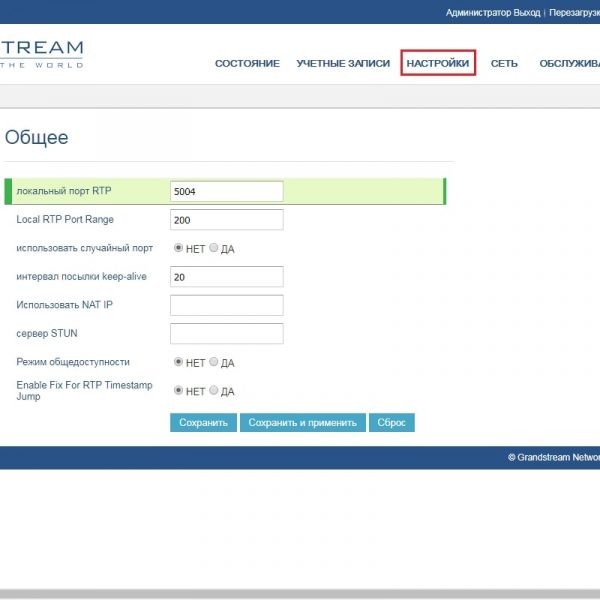 Администратор Выход | Перезагрузк
STREAM
THE WORLD
СОСТОЯНИЕ УЧЕТНЫЕ ЗАПИСИ НАСТРОЙКИ СЕТЬ ОБСЛУЖИВА
Общее
локальный порт RTP 5004
Local RTP Port Range 200
использовать случайный порт НЕТ ДА
интервал посылки keep-alive 20
Использовать NAT IP
сервер STUN
Режим общедоступности НЕТ ДА
Enable Fix For RTP Timestamp
Jump НЕТ ДА
Сохранить Сохранить и применить Сброс
© Grandstream Networ